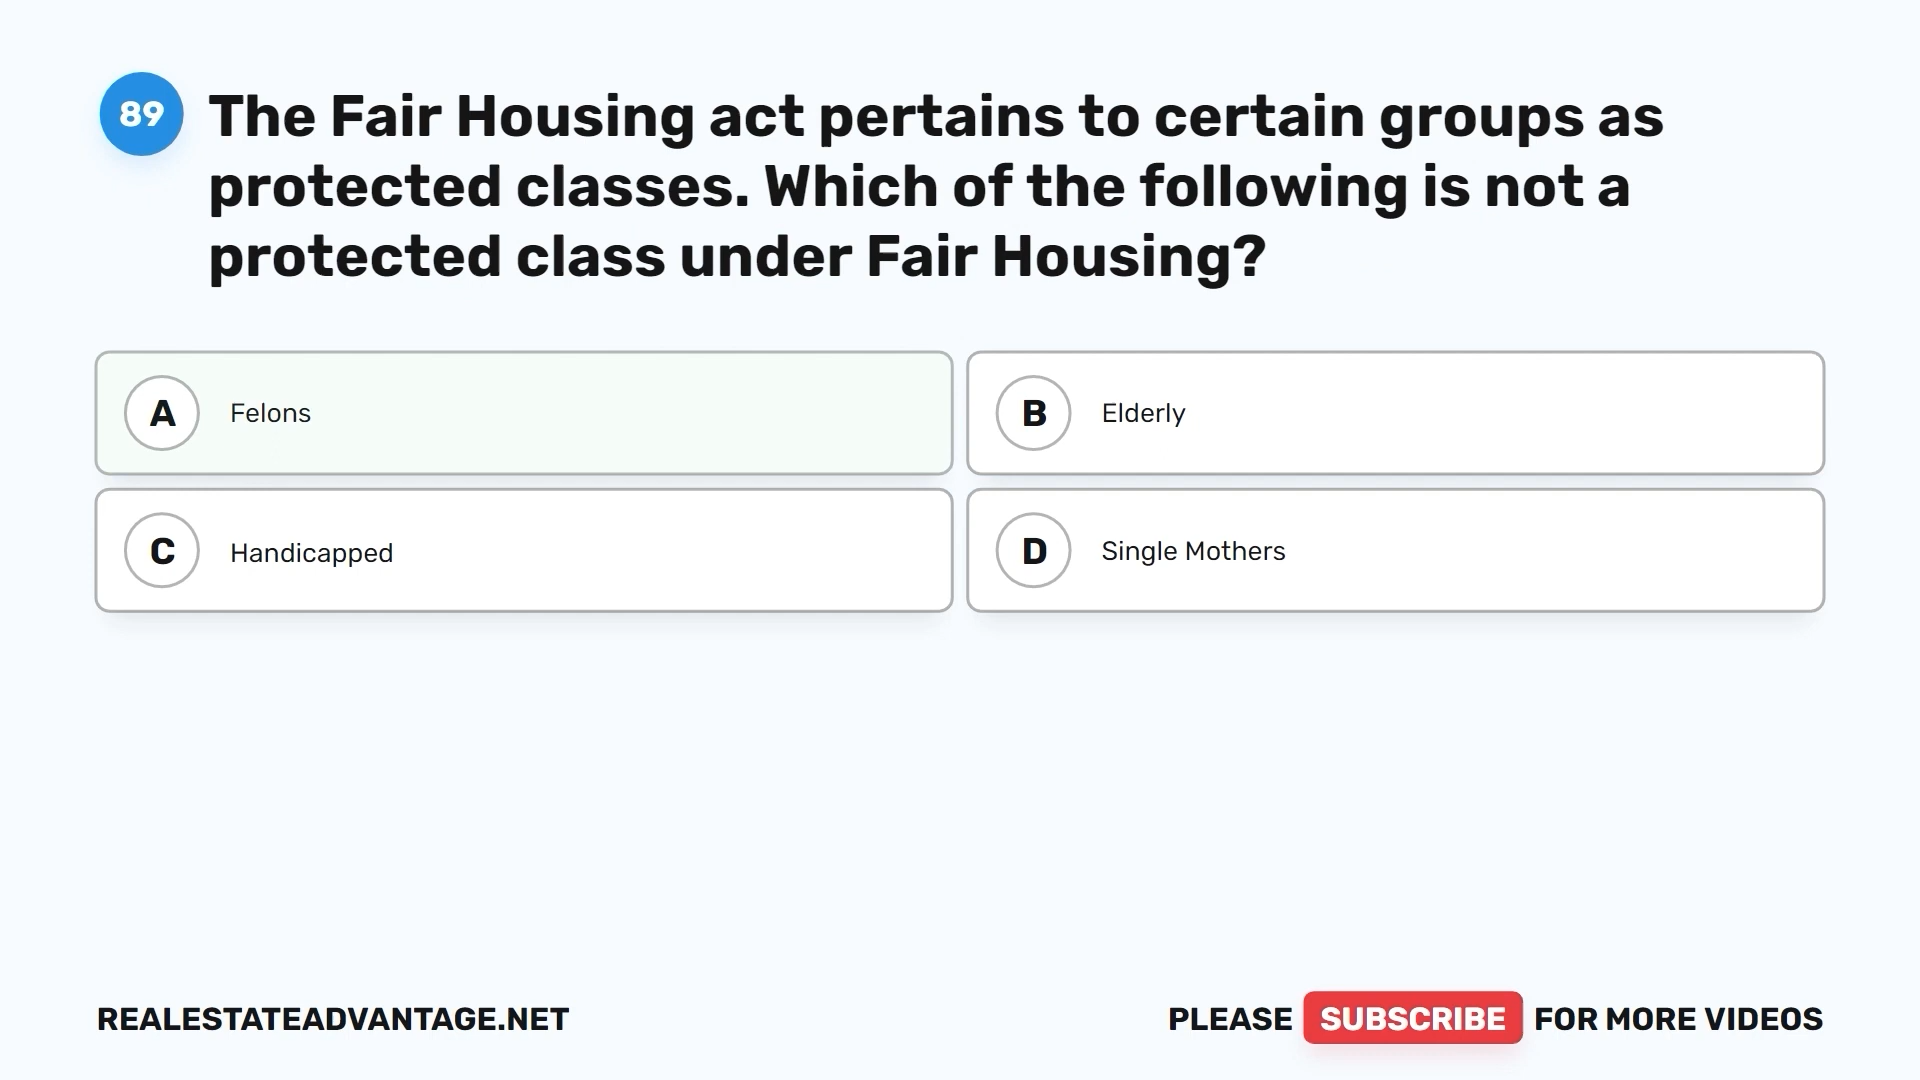 89
The Fair Housing act pertains to certain groups as
protected classes. Which of the following is not a
protected class under Fair Housing?
A Felons
B Elderly
C Handicapped
D Single Mothers
REALESTATEADVANTAGE.NET
PLEASE SUBSCRIBE FOR MORE VIDEOS